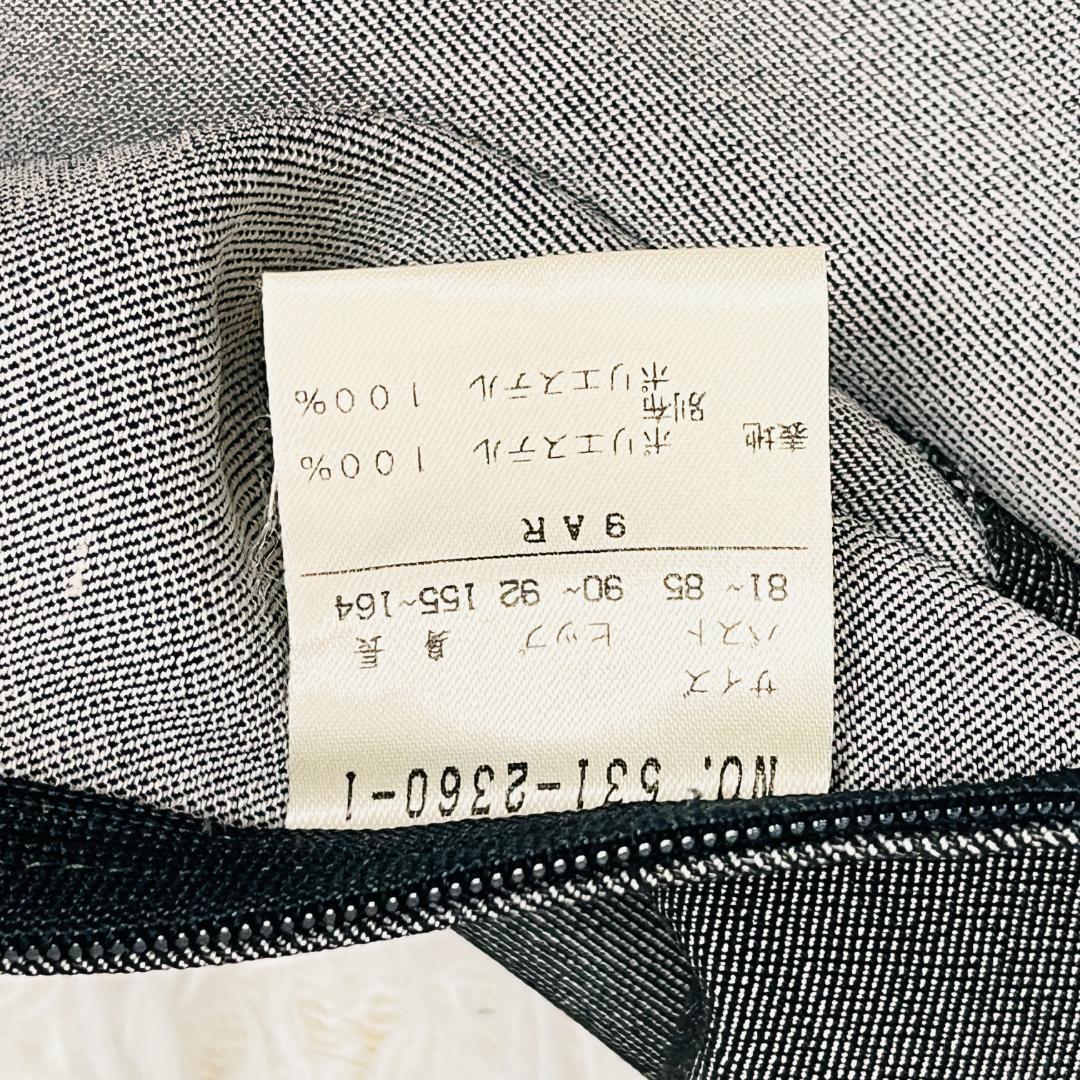 NO. 531-2360-1
サイズ
バスト ヒップ 身長
81~85 90~92 155~164
9AR
表地 ポリエステル 100%
別布
ポリエステル 100%